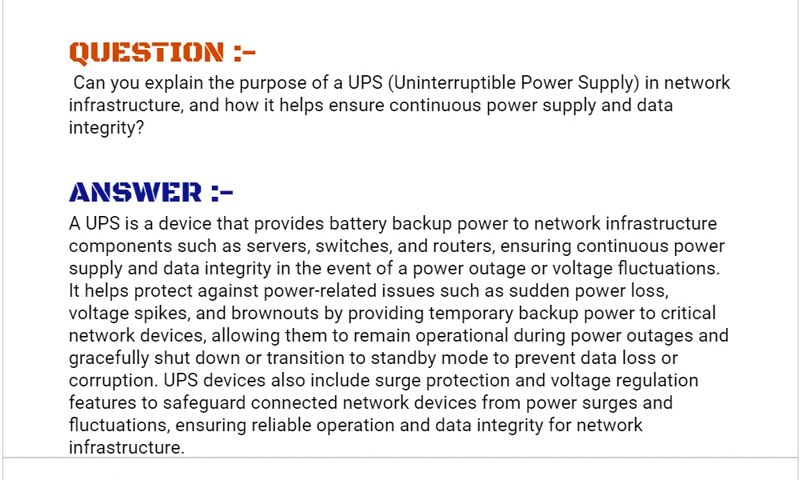 QUESTION :-
Can you explain the purpose of a UPS (Uninterruptible Power Supply) in network
infrastructure, and how it helps ensure continuous power supply and data
integrity?
ANSWER :-
A UPS is a device that provides battery backup power to network infrastructure
components such as servers, switches, and routers, ensuring continuous power
supply and data integrity in the event of a power outage or voltage fluctuations.
It helps protect against power-related issues such as sudden power loss,
voltage spikes, and brownouts by providing temporary backup power to critical
network devices, allowing them to remain operational during power outages and
gracefully shut down or transition to standby mode to prevent data loss or
corruption. UPS devices also include surge protection and voltage regulation
features to safeguard connected network devices from power surges and
fluctuations, ensuring reliable operation and data integrity for network
infrastructure.